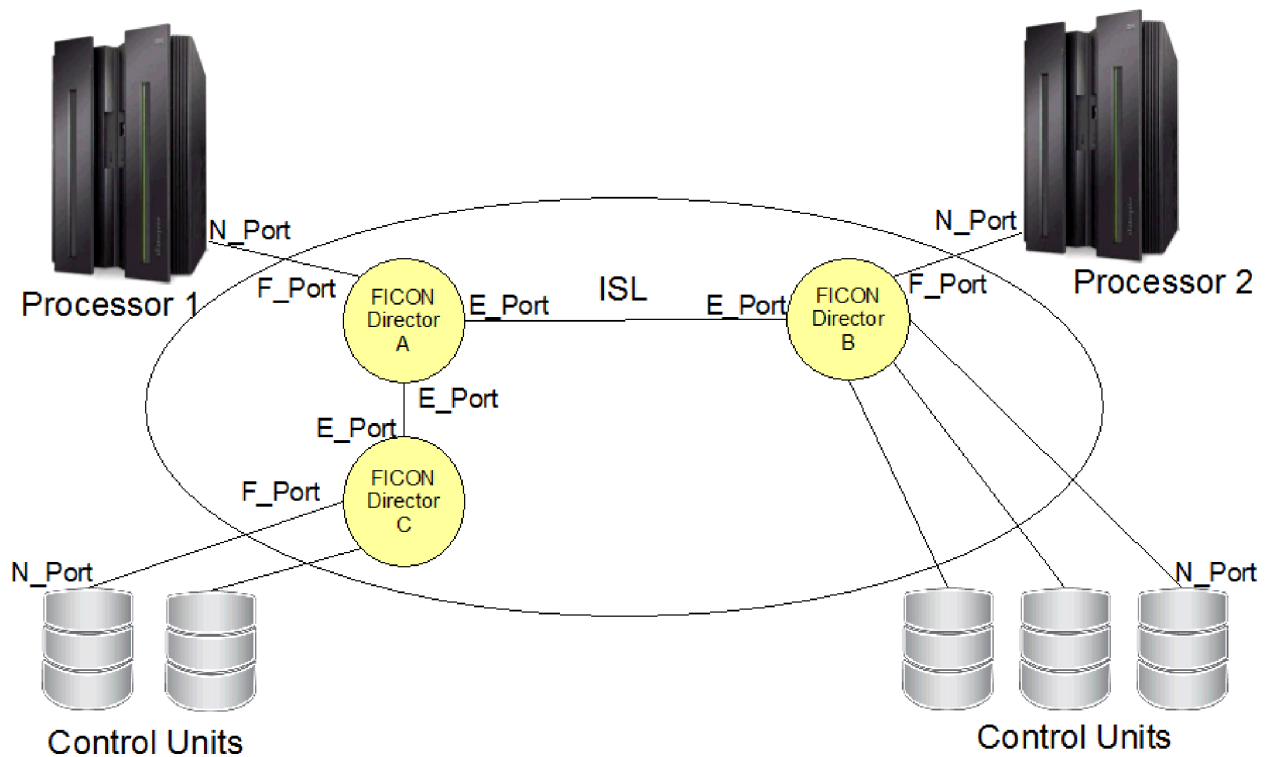 N_Port
N_Port
Processor 1
F_Port
FICON
Director
A
E_Port
ISL
E_Port
FICON
Director
B
F_Port
Processor 2
E_Port
E_Port
FICON
Director
C
F_Port
N_Port
N_Port
Control Units
Control Units